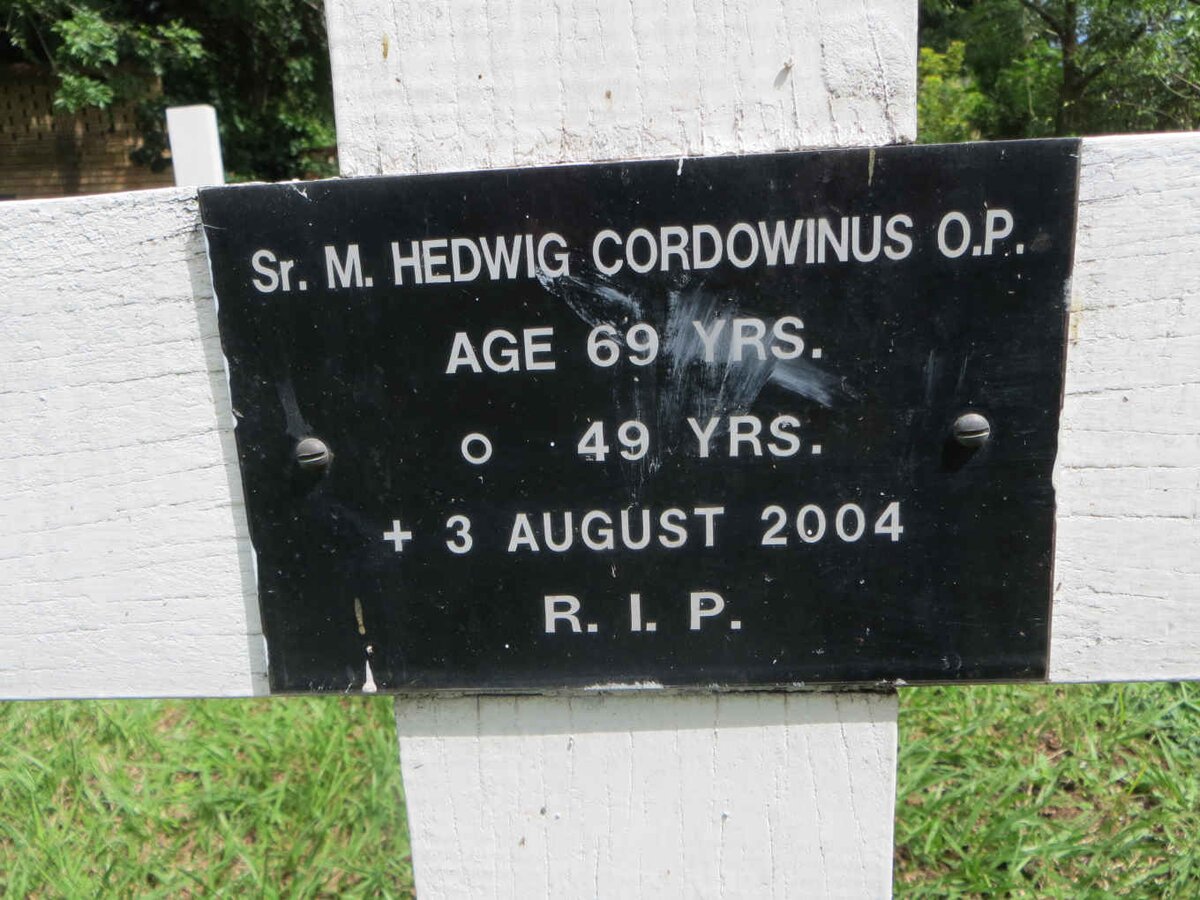 Sr. M. HEDWIG CORDOWINUS O.P.
AGE 69 YRS.
O 49 YRS.
+ 3 AUGUST 2004
R. I. P.